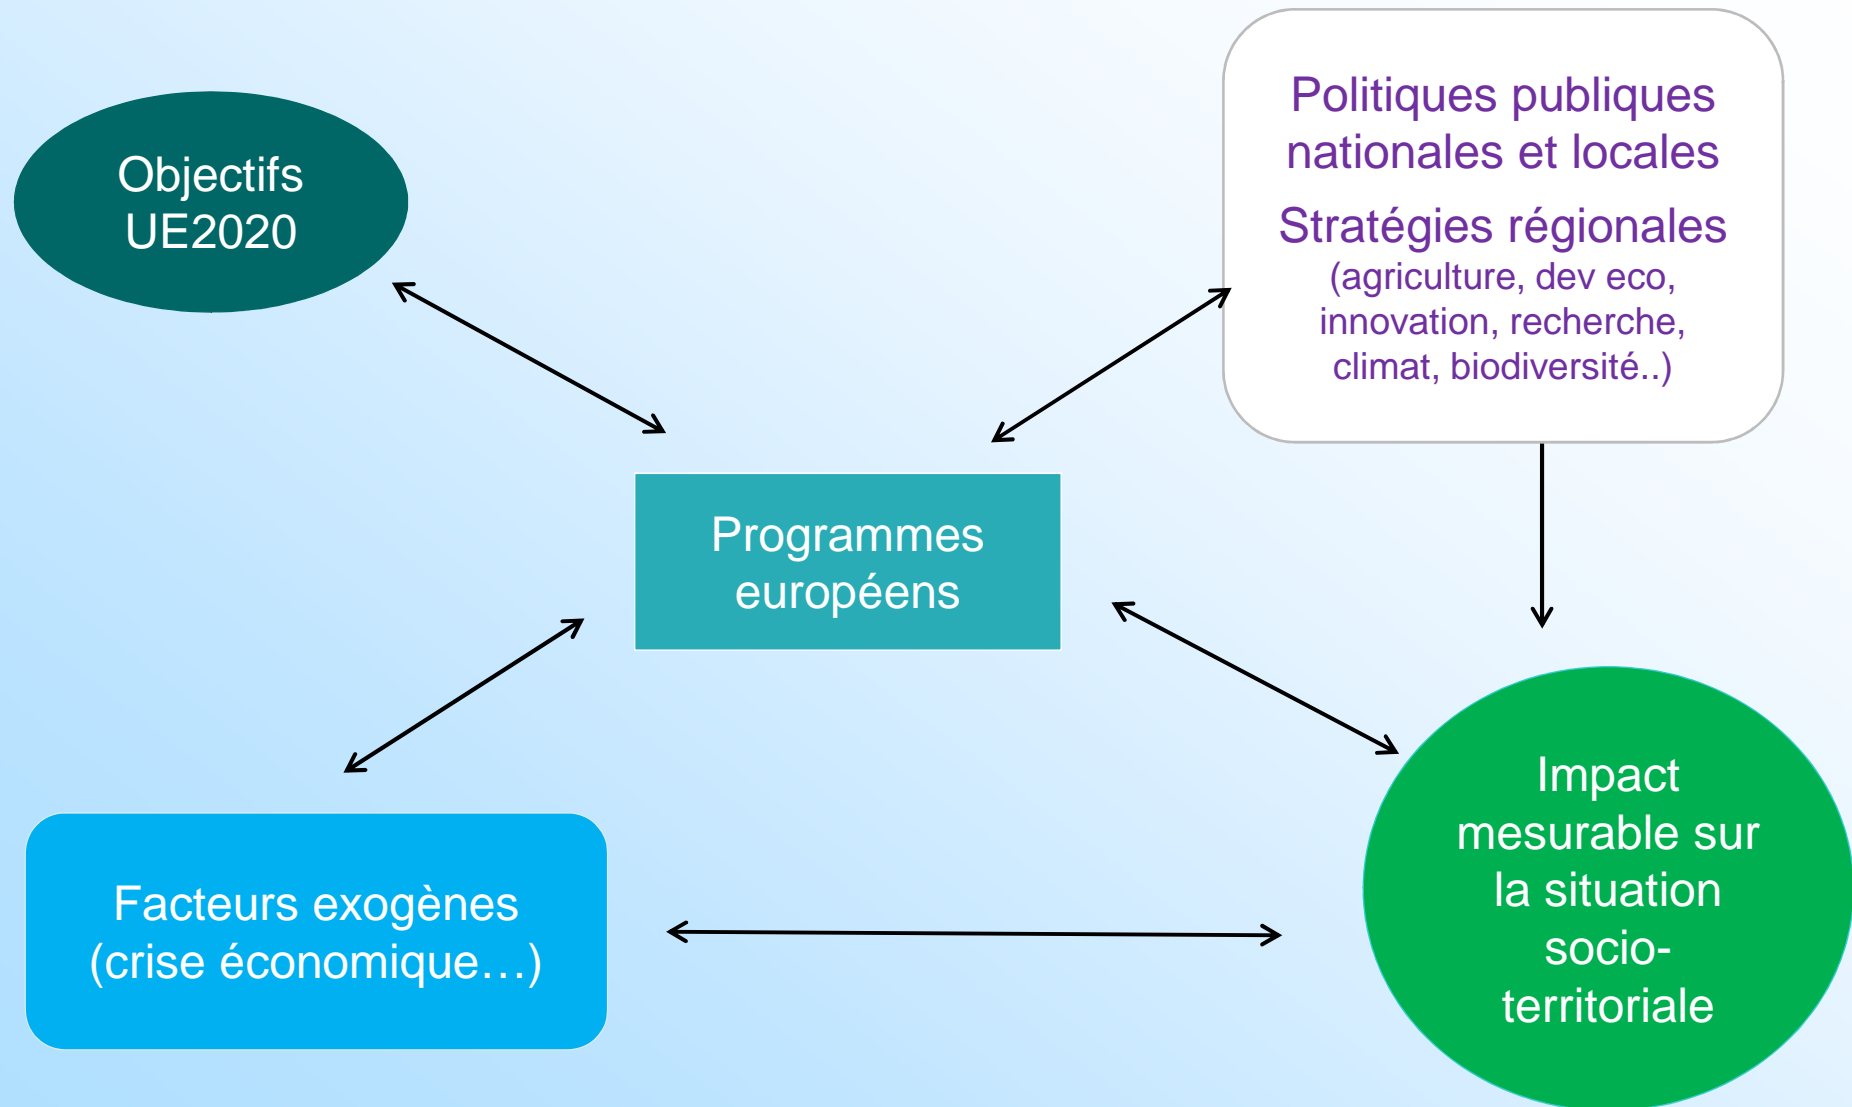 Objectifs
UE2020
Politiques publiques
nationales et locales
Stratégies régionales
(agriculture, dev eco,
innovation, recherche,
climat, biodiversité..)
Programmes
européens
Facteurs exogènes
(crise économique…)
Impact
mesurable sur
la situation
socio-
territoriale